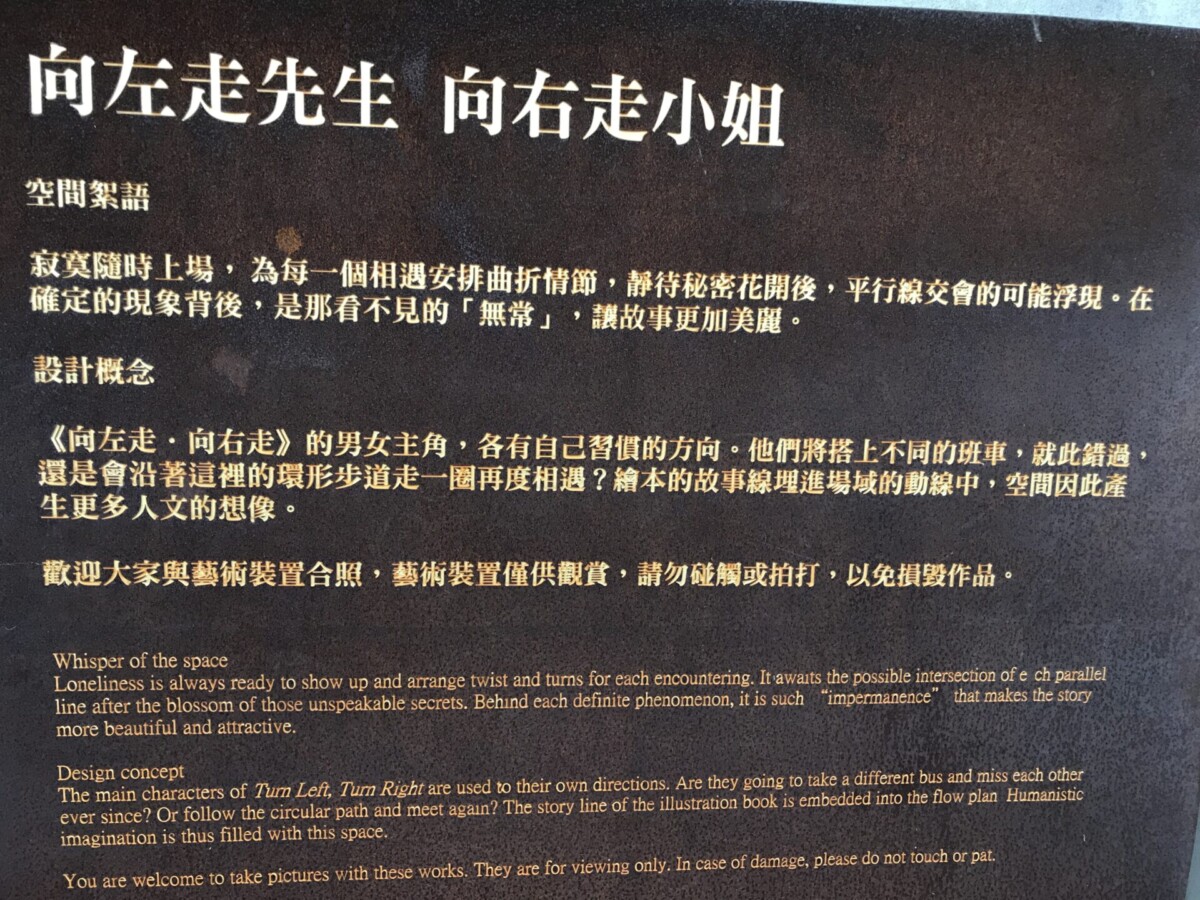 向左走先生 向右走小姐
空間絮語
寂寞隨時上場，為每一個相遇安排曲折情節，靜待秘密花開後，平行線交會的可能浮現。在
確定的現象背後，是那看不見的「無常」，讓故事更加美麗。
設計概念
《向左走．向右走》的男女主角，各有自己習慣的方向。他們將搭上不同的班車，就此錯過，
還是會沿著這裡的環形步道走一圈再度相遇？繪本的故事線埋進場域的動線中，空間因此產
生更多人文的想像。
歡迎大家與藝術裝置合照，藝術裝置僅供觀賞，請勿碰觸或拍打，以免損毀作品。
Whisper of the space
Loneliness is always ready to show up and arrange twist and turns for each encountering. It awaits the possible intersection of e ch parallel
line after the blossom of those unspeakable secrets. Behind each definite phenomenon, it is such “impermanence” that makes the story
more beautiful and attractive.
Design concept
The main characters of Turn Left, Turn Right are used to their own directions. Are they going to take a different bus and miss each other
ever since? Or follow the circular path and meet again? The story line of the illustration book is embedded into the flow plan Humanistic
imagination is thus filled with this space.
You are welcome to take pictures with these works. They are for viewing only. In case of damage, please do not touch or pat.